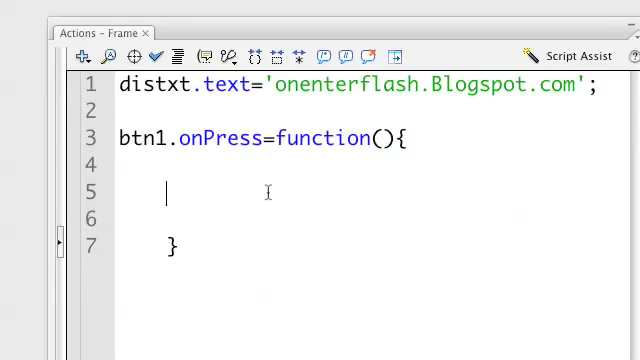 Actions - Frame ×
Script Assist
1 distxt.text='onenterflash.Blogspot.com';
2
3 btn1.onPress=function(){
4
5
6
7 }